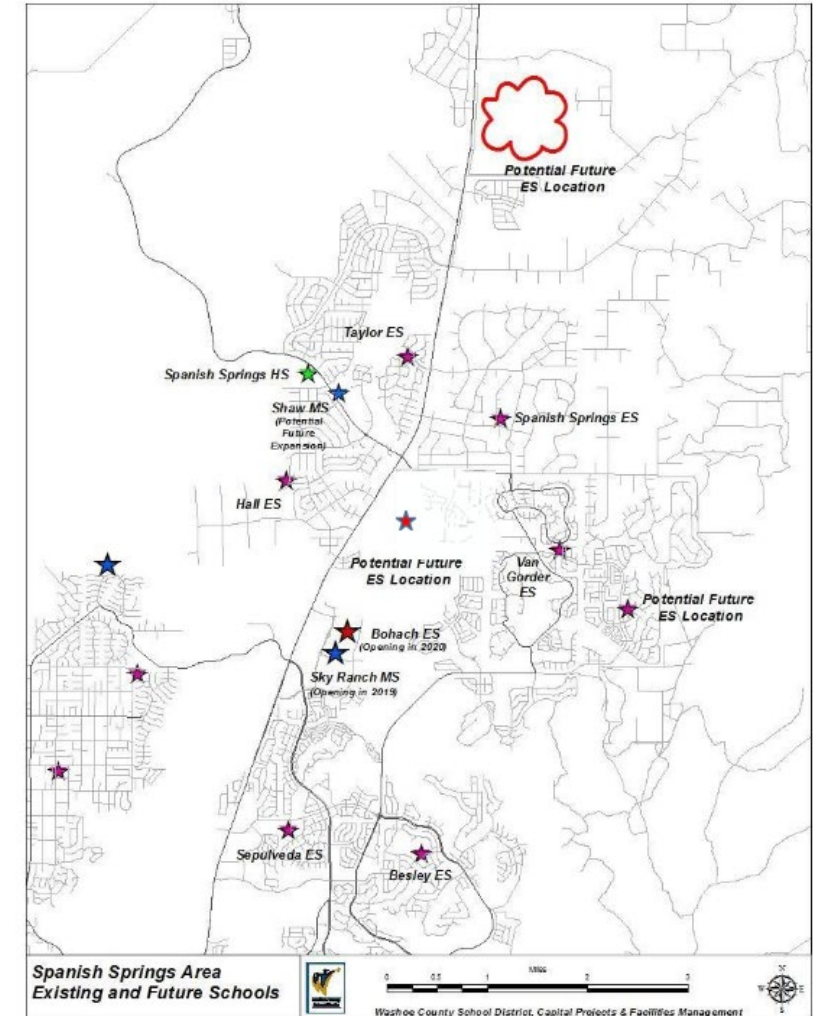 Potential Future
ES Location
Taylor ES
Spanish Springs HS
Shaw MS
(Potential
Future
Expansion)
Spanish Springs ES
Hall ES
Potential Future
ES Location
Van
Gorder
ES
Potential Future
ES Location
Bohach ES
(Opening in 2020)
Sky Ranch MS
(Opening in 2019)
Sepulveda ES
Besley ES
Spanish Springs Area
Existing and Future Schools
Miles
0 0.5 1 2 3
N
W E
S
Washoe County School District, Capital Projects & Facilities Management